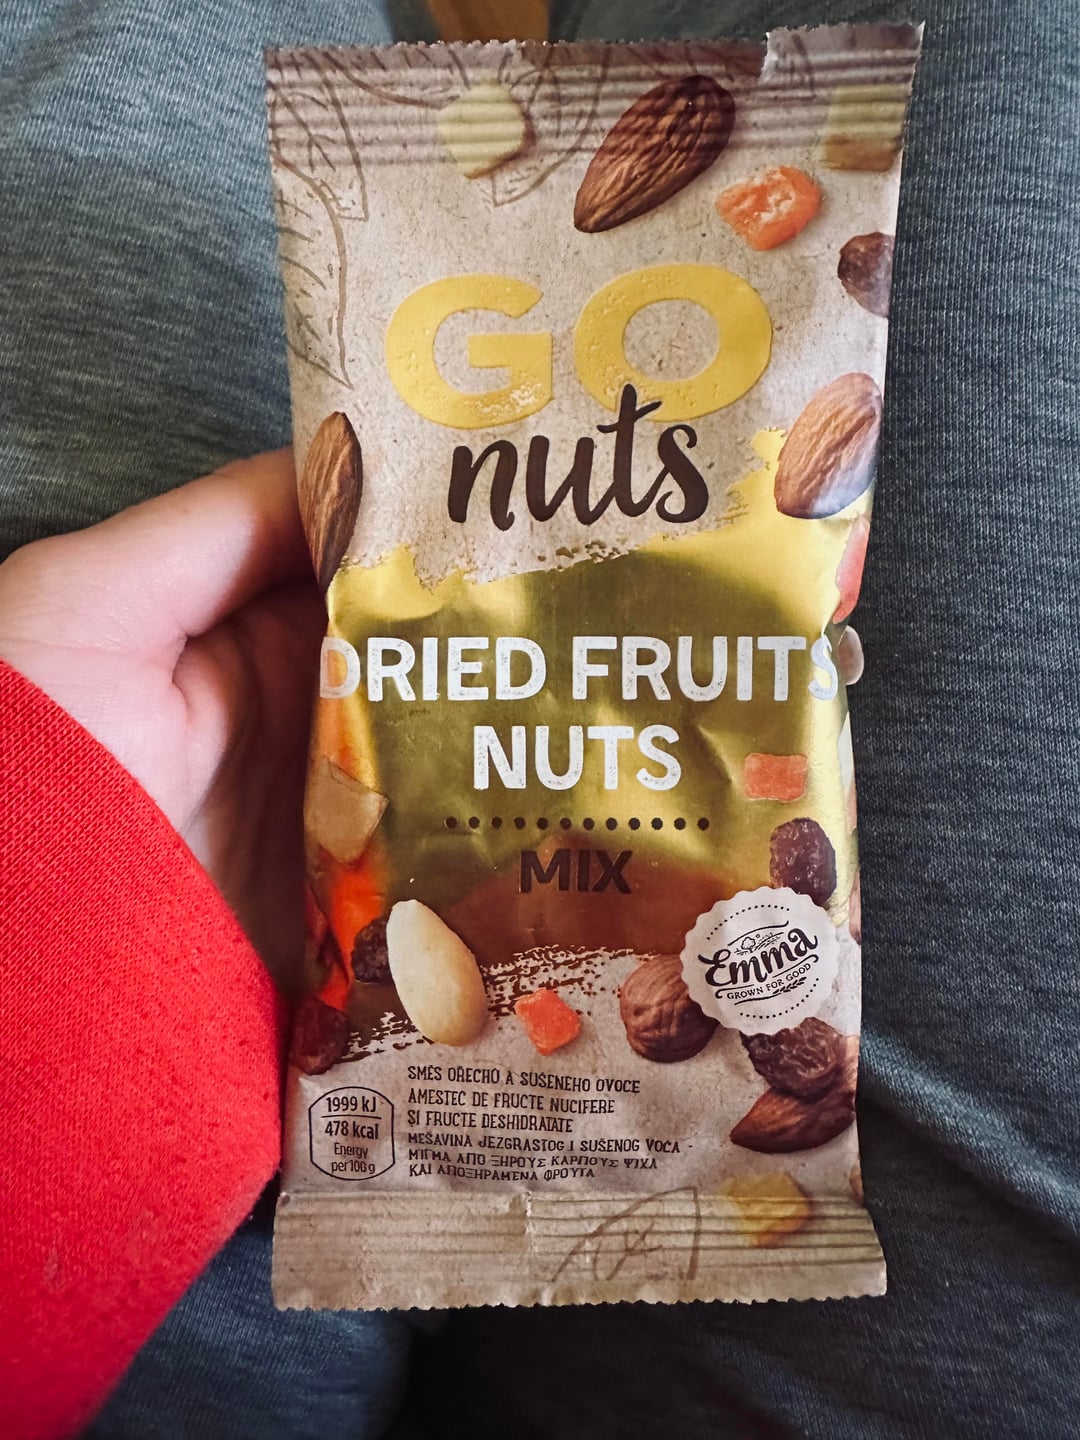 GO
nuts
DRIED FRUITS
NUTS
MIX
Emma
GROWN FOR GOOD
1999 kJ
478 kcal
Energy
per 100 g
SMĚS OŘECHŮ A SUŠENÉHO OVOCE
AMESTEC DE FRUCTE NUCIFERE
ȘI FRUCTE DESHIDRATATE
MEŠAVINA JEZGRASTOG I SUŠENOG VOĆA
ΜΙΓΜΑ ΑΠΟ ΞΗΡΟΥΣ ΚΑΡΠΟΥΣ ΨΙΧΑ
ΚΑΙ ΑΠΟΞΗΡΑΜΕΝΑ ΦΡΟΥΤΑ